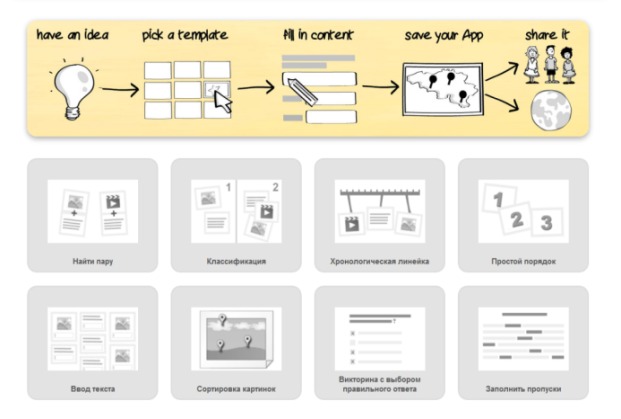 have an idea
pick a template
fill in content
save your App
share it
1
2
1
2
3
Найти пару
Классификация
Хронологическая линейка
Простой порядок
?
Ввод текста
Сортировка картинок
Викторина с выбором
правильного ответа
Заполнить пропуски